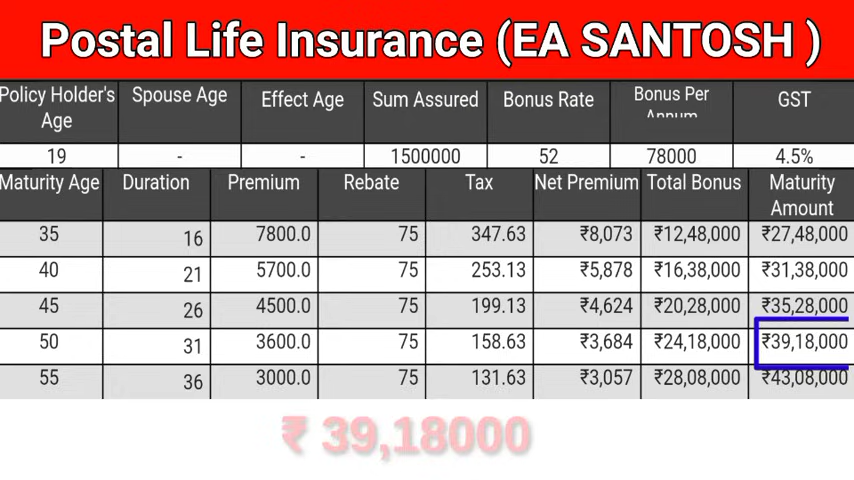 Postal Life Insurance (EA SANTOSH )
Policy Holder's Age Spouse Age Effect Age Sum Assured Bonus Rate Bonus Per Annum GST
19 - - 1500000 52 78000 4.5%
Maturity Age Duration Premium Rebate Tax Net Premium Total Bonus Maturity Amount
35 16 7800.0 75 347.63 ₹8,073 ₹12,48,000 ₹27,48,000
40 21 5700.0 75 253.13 ₹5,878 ₹16,38,000 ₹31,38,000
45 26 4500.0 75 199.13 ₹4,624 ₹20,28,000 ₹35,28,000
50 31 3600.0 75 158.63 ₹3,684 ₹24,18,000 ₹39,18,000
55 36 3000.0 75 131.63 ₹3,057 ₹28,08,000 ₹43,08,000
₹ 39,18000